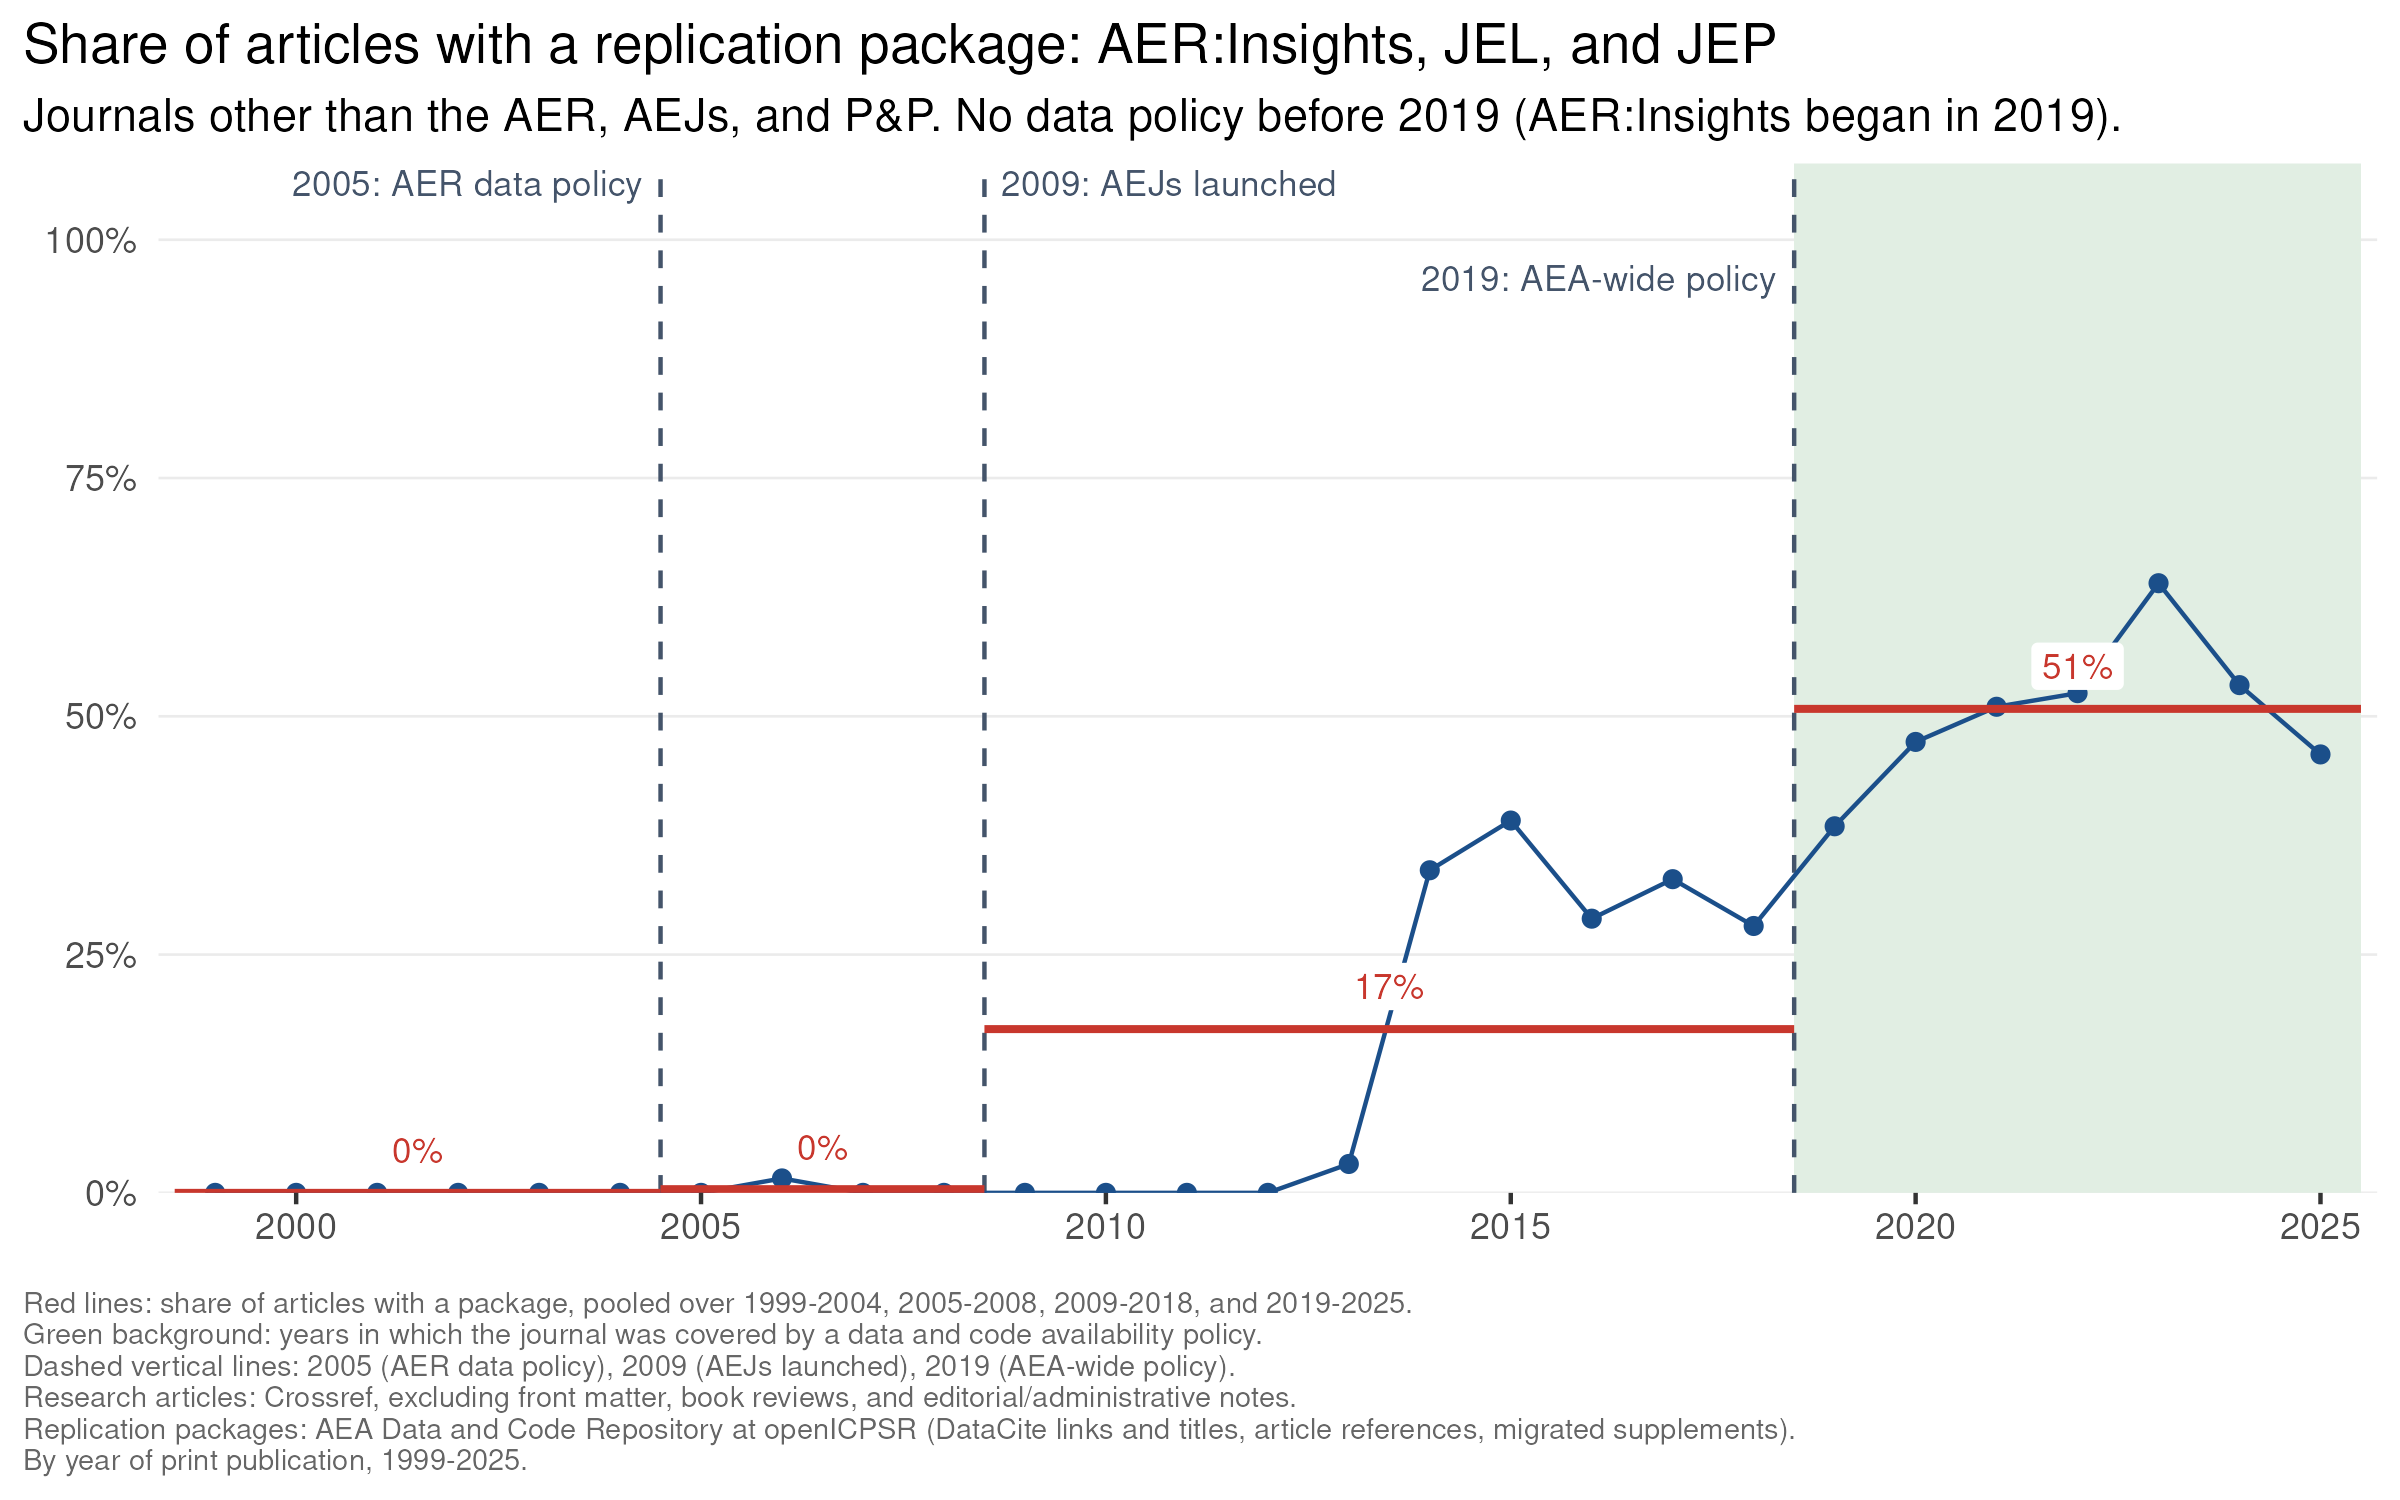 Share of articles with a replication package: AER:Insights, JEL, and JEP
Journals other than the AER, AEJs, and P&P. No data policy before 2019 (AER:Insights began in 2019).
2005: AER data policy
2009: AEJs launched
100%
2019: AEA-wide policy
75%
51%
50%
25%
17%
0%
0%
0%
2000
2005
2010
2015
2020
2025
Red lines: share of articles with a package, pooled over 1999-2004, 2005-2008, 2009-2018, and 2019-2025.
Green background: years in which the journal was covered by a data and code availability policy.
Dashed vertical lines: 2005 (AER data policy), 2009 (AEJs launched), 2019 (AEA-wide policy).
Research articles: Crossref, excluding front matter, book reviews, and editorial/administrative notes.
Replication packages: AEA Data and Code Repository at openICPSR (DataCite links and titles, article references, migrated supplements).
By year of print publication, 1999-2025.